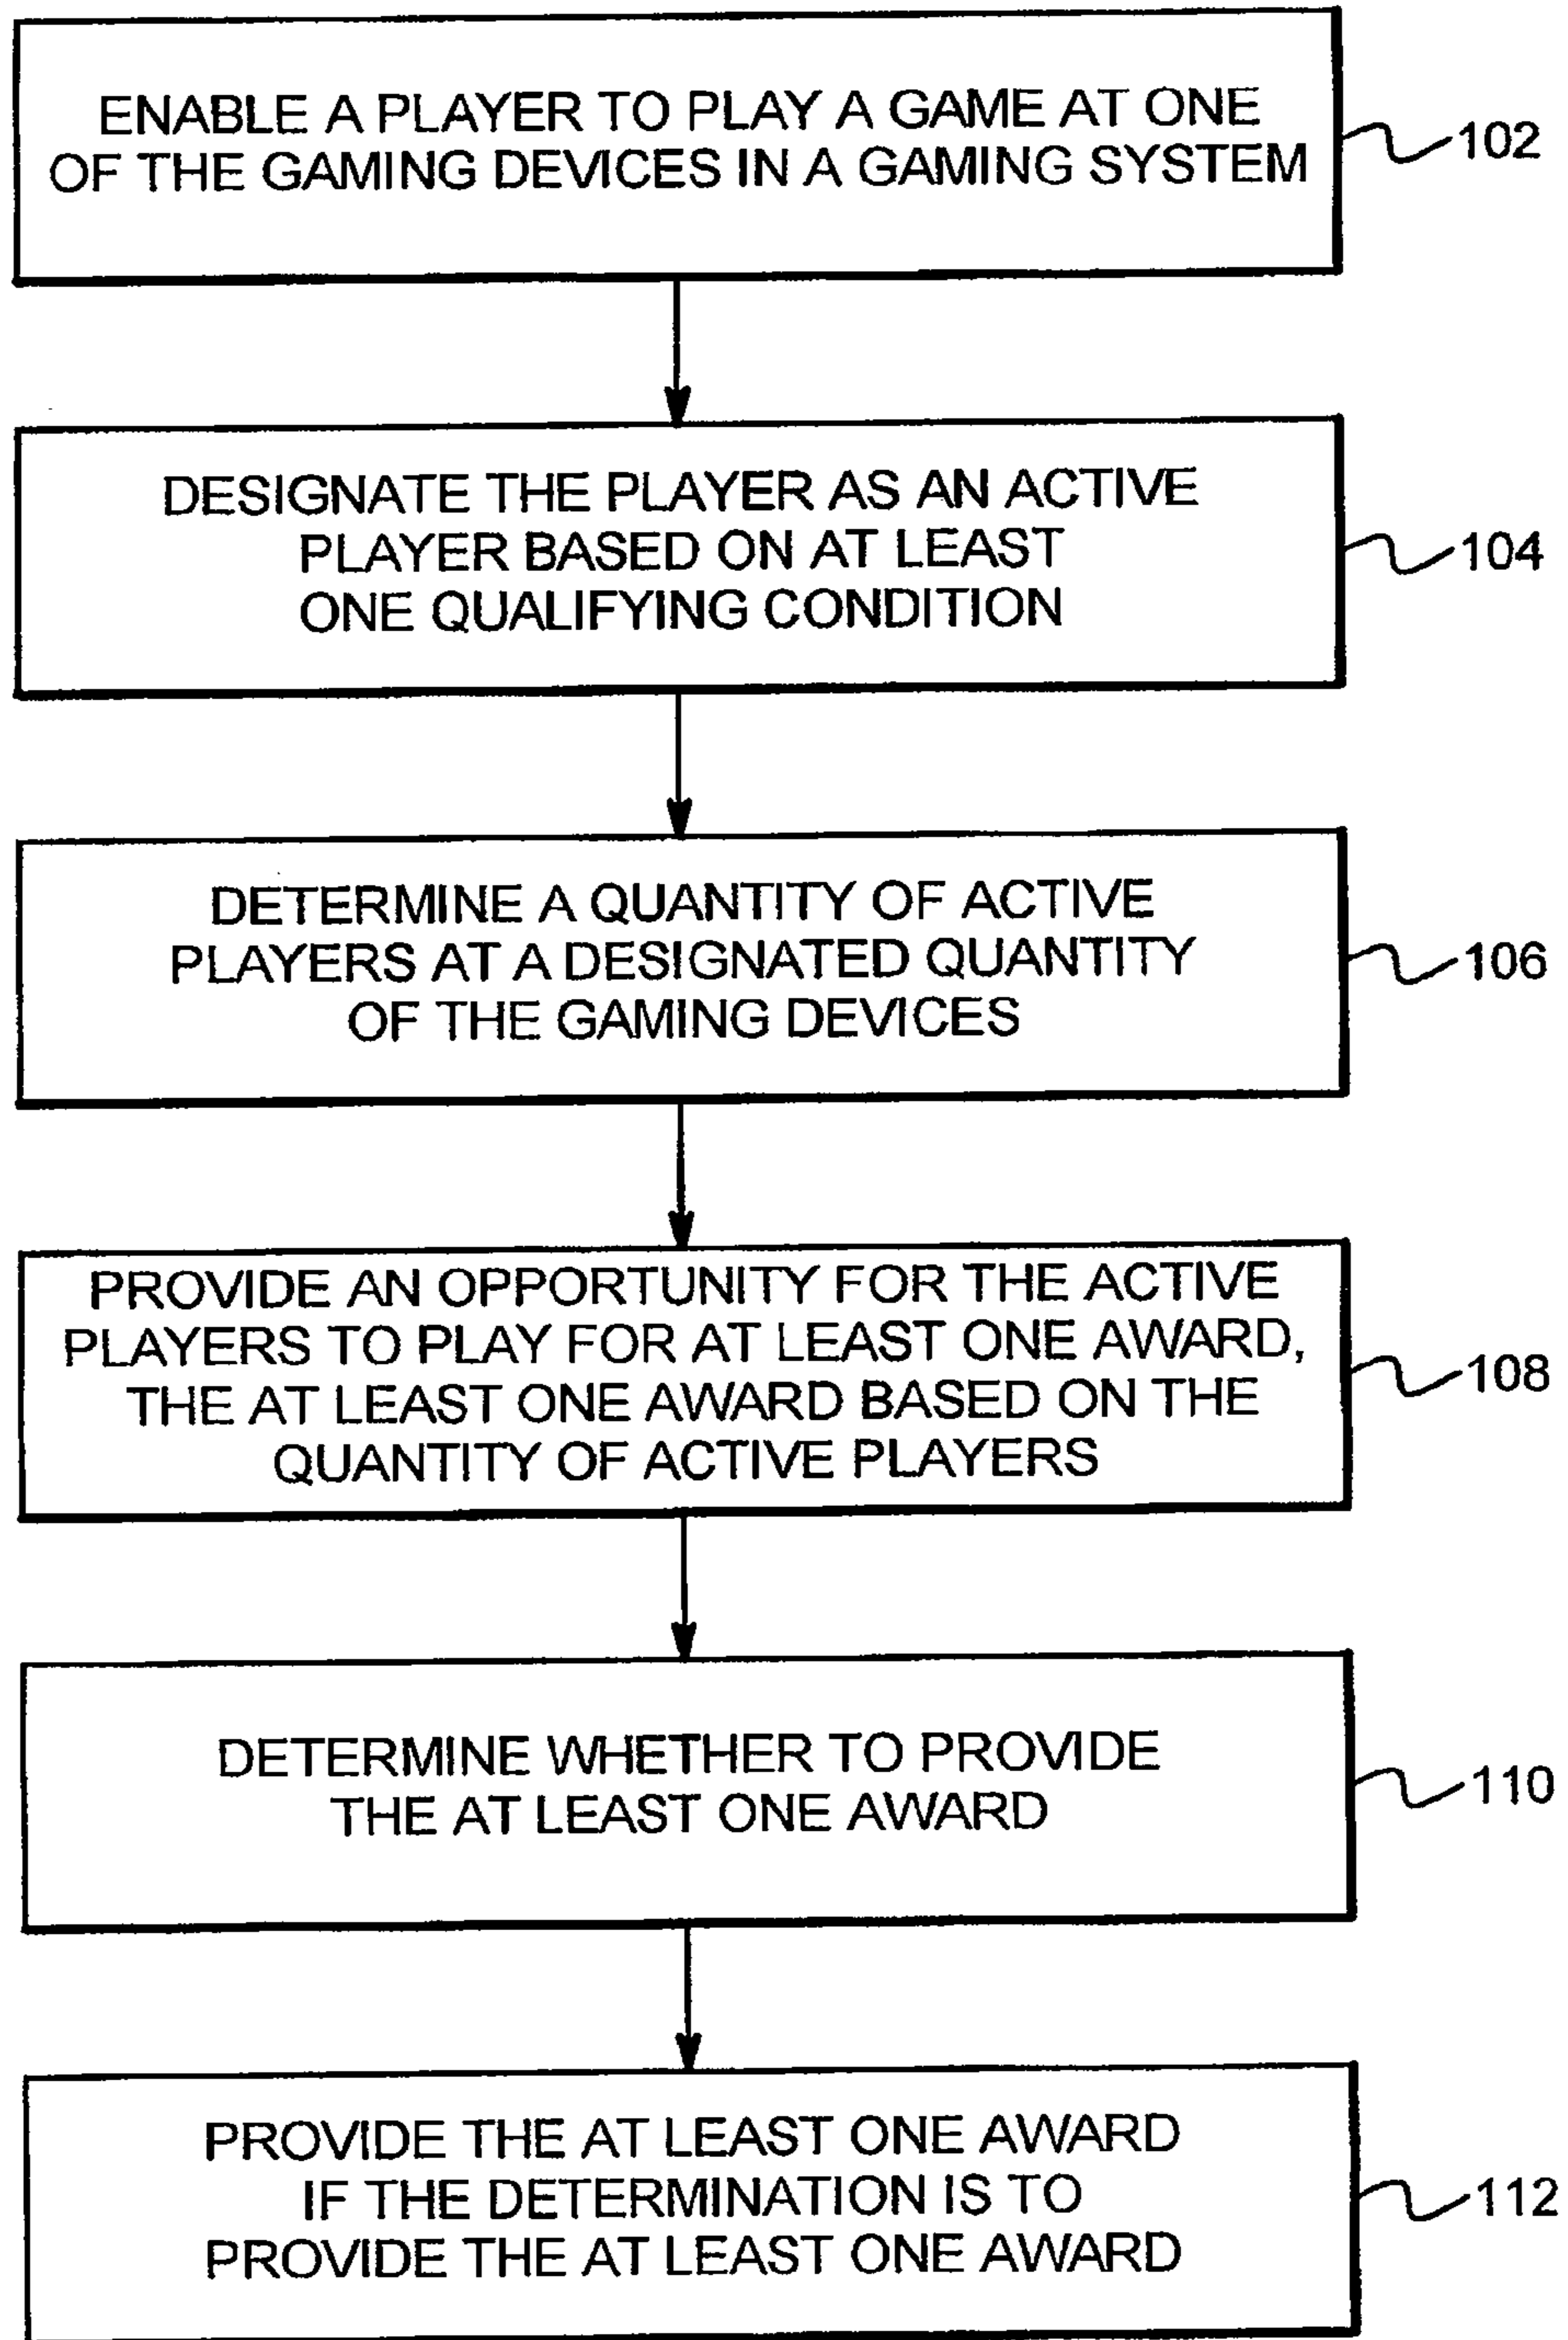 ENABLE A PLAYER TO PLAY A GAME AT ONE
OF THE GAMING DEVICES IN A GAMING SYSTEM
102
DESIGNATE THE PLAYER AS AN ACTIVE
PLAYER BASED ON AT LEAST
ONE QUALIFYING CONDITION
104
DETERMINE A QUANTITY OF ACTIVE
PLAYERS AT A DESIGNATED QUANTITY
OF THE GAMING DEVICES
106
PROVIDE AN OPPORTUNITY FOR THE ACTIVE
PLAYERS TO PLAY FOR AT LEAST ONE AWARD,
THE AT LEAST ONE AWARD BASED ON THE
QUANTITY OF ACTIVE PLAYERS
108
DETERMINE WHETHER TO PROVIDE
THE AT LEAST ONE AWARD
110
PROVIDE THE AT LEAST ONE AWARD
IF THE DETERMINATION IS TO
PROVIDE THE AT LEAST ONE AWARD
112